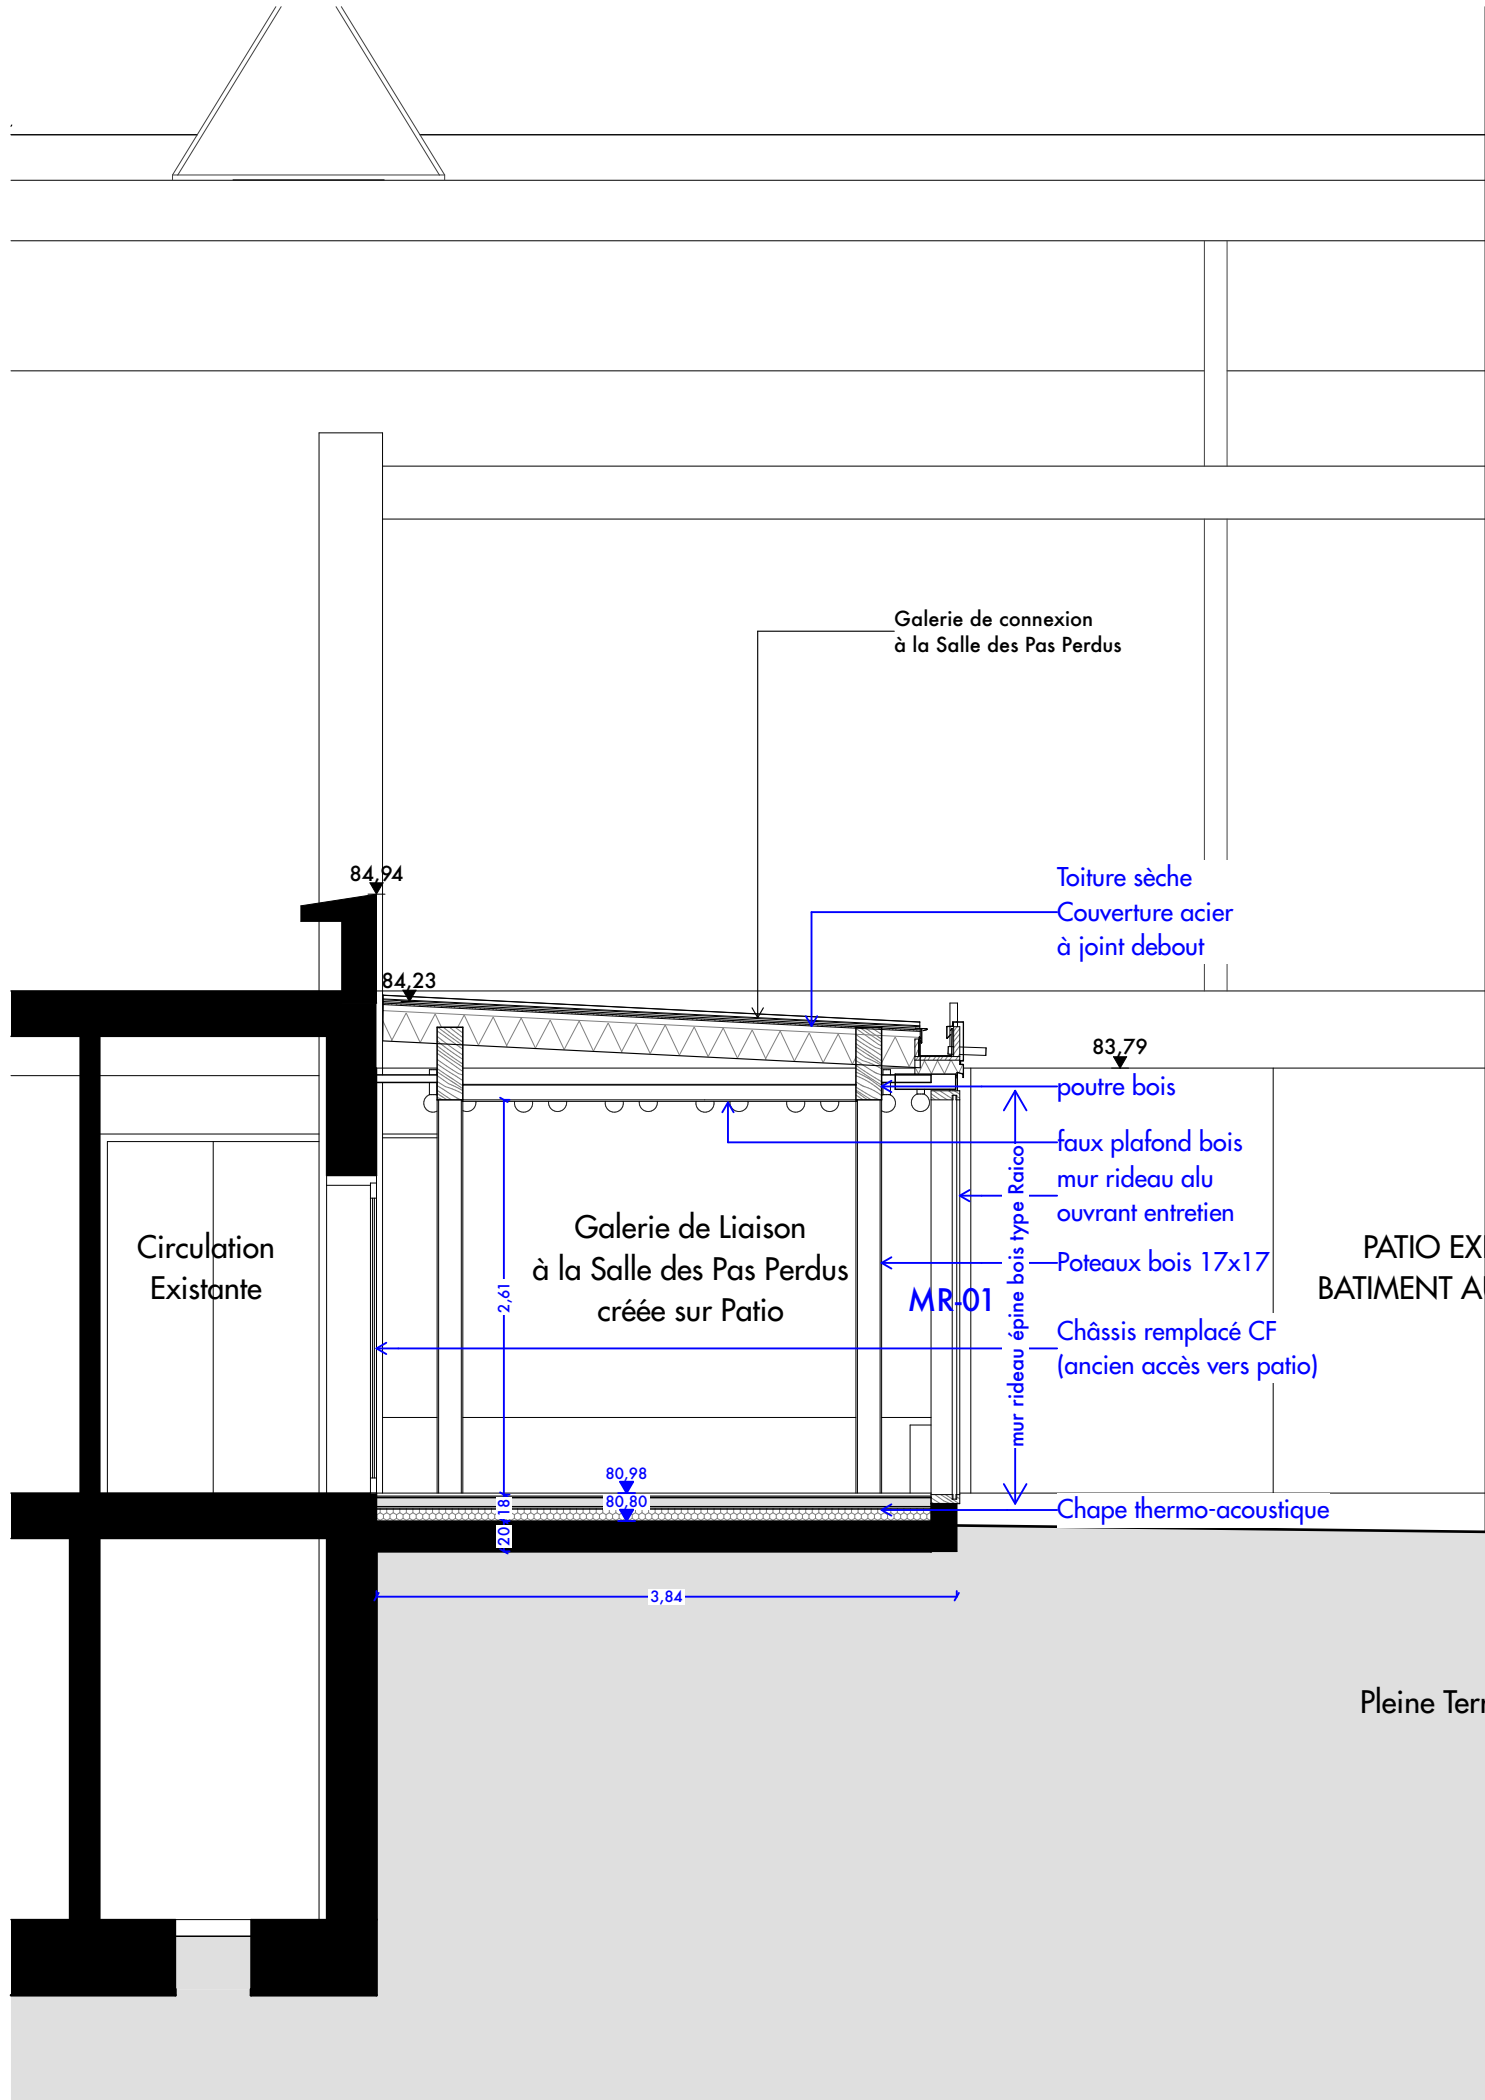 Galerie de connexion
à la Salle des Pas Perdus
84,94
Toiture sèche
Couverture acier
à joint debout
84,23
83,79
poutre bois
faux plafond bois
mur rideau alu
ouvrant entretien
mur rideau épine bois type Raico
Circulation
Existante
Galerie de Liaison
à la Salle des Pas Perdus
créée sur Patio
2,61
Poteaux bois 17x17
MR-01
PATIO EXI
BATIMENT AU
Châssis remplacé CF
(ancien accès vers patio)
80,98
80,80
18
20
Chape thermo-acoustique
3,84
Pleine Terr